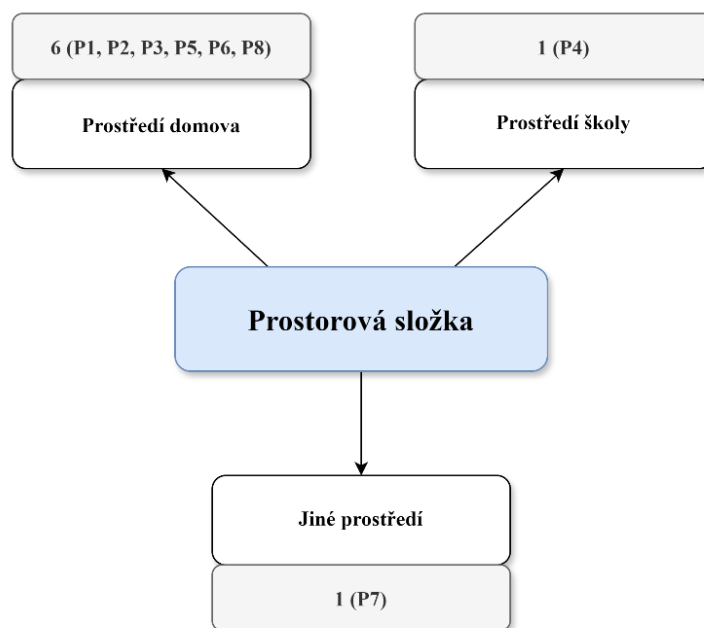 6 (P1, P2, P3, P5, P6, P8)
Prostředí domova
1 (P4)
Prostředí školy
Prostorová složka
Jiné prostředí
1 (P7)